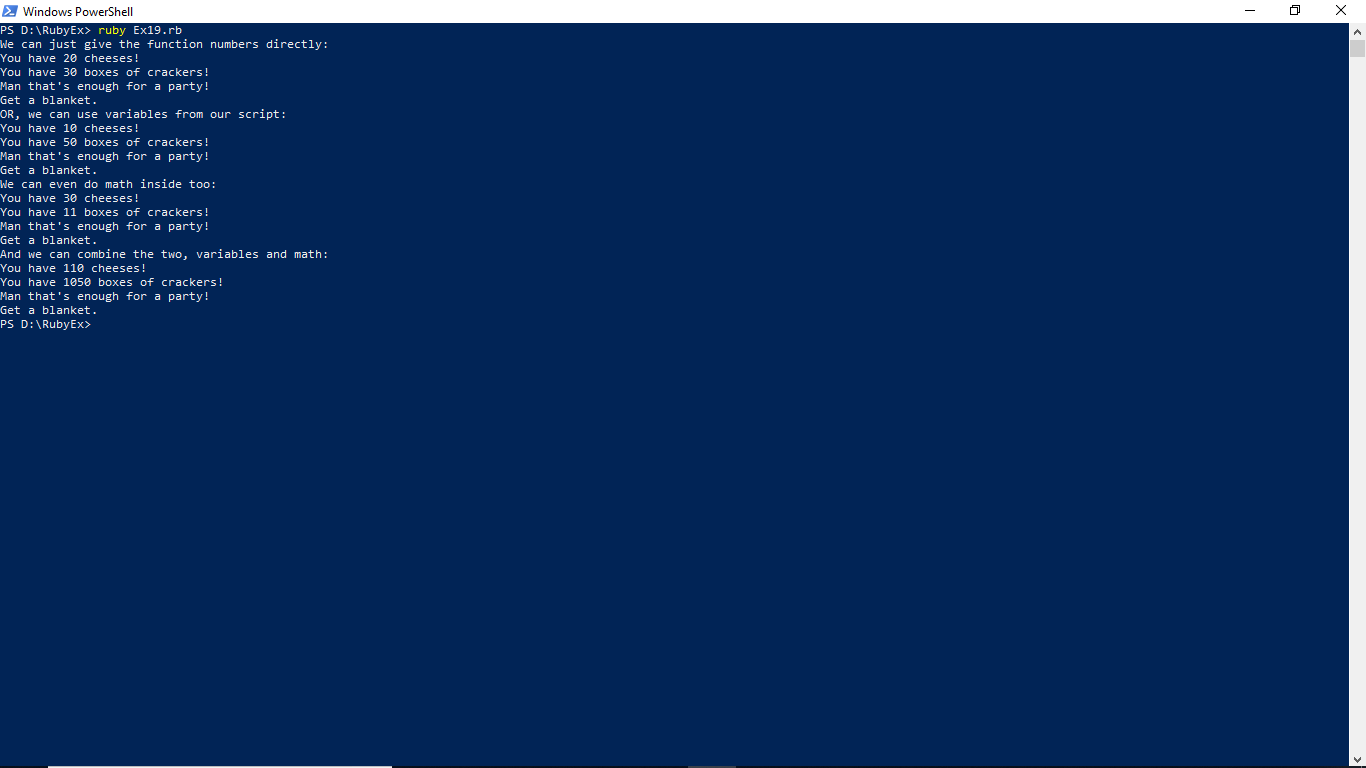 Windows PowerShell
PS D:\RubyEx> ruby Ex19.rb
We can just give the function numbers directly:
You have 20 cheeses!
You have 30 boxes of crackers!
Man that's enough for a party!
Get a blanket.
OR, we can use variables from our script:
You have 10 cheeses!
You have 50 boxes of crackers!
Man that's enough for a party!
Get a blanket.
We can even do math inside too:
You have 30 cheeses!
You have 11 boxes of crackers!
Man that's enough for a party!
Get a blanket.
And we can combine the two, variables and math:
You have 110 cheeses!
You have 1050 boxes of crackers!
Man that's enough for a party!
Get a blanket.
PS D:\RubyEx>